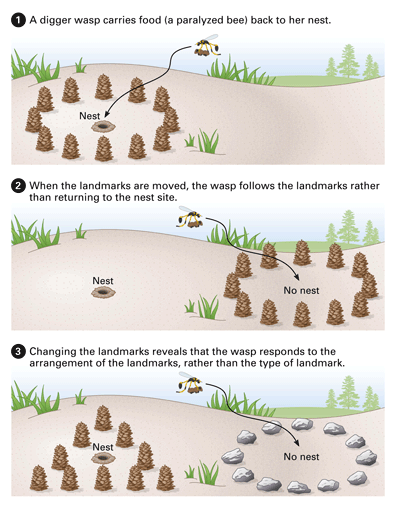 1 A digger wasp carries food (a paralyzed bee) back to her nest.
Nest
2 When the landmarks are moved, the wasp follows the landmarks rather
than returning to the nest site.
Nest
No nest
3 Changing the landmarks reveals that the wasp responds to the
arrangement of the landmarks, rather than the type of landmark.
Nest
No nest